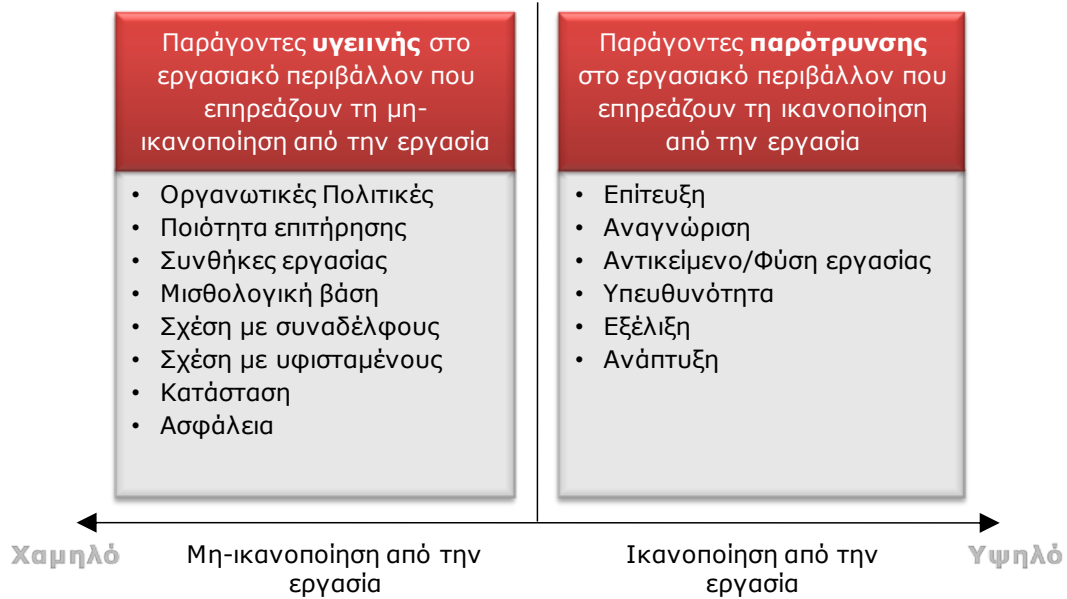 Παράγοντες υγειινής στο
εργασιακό περιβάλλον που
επηρεάζουν τη μη-
ικανοποίηση από την εργασία
• Οργανωτικές Πολιτικές
• Ποιότητα επιτήρησης
• Συνθήκες εργασίας
• Μισθολογική βάση
• Σχέση με συναδέλφους
• Σχέση με υφισταμένους
• Κατάσταση
• Ασφάλεια
Παράγοντες παρότρυνσης
στο εργασιακό περιβάλλον που
επηρεάζουν τη ικανοποίηση
από την εργασία
• Επίτευξη
• Αναγνώριση
• Αντικείμενο/Φύση εργασίας
• Υπευθυνότητα
• Εξέλιξη
• Ανάπτυξη
Χαμηλό
Μη-ικανοποίηση από την
εργασία
Ικανοποίηση από την
εργασία
Υψηλό